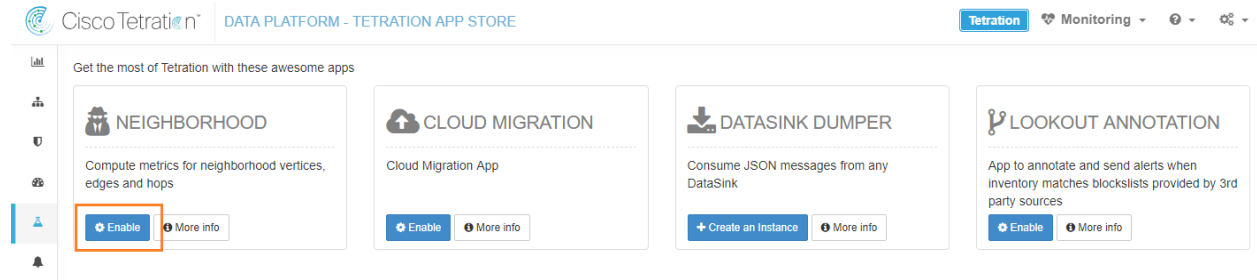 Cisco Tetration™ DATA PLATFORM - TETRATION APP STORE Tetration Monitoring
Get the most of Tetration with these awesome apps
NEIGHBORHOOD
Compute metrics for neighborhood vertices,
edges and hops
Enable More info
CLOUD MIGRATION
Cloud Migration App
Enable More info
DATASINK DUMPER
Consume JSON messages from any
DataSink
Create an Instance More info
LOOKOUT ANNOTATION
App to annotate and send alerts when
inventory matches blockslists provided by 3rd
party sources
Enable More info